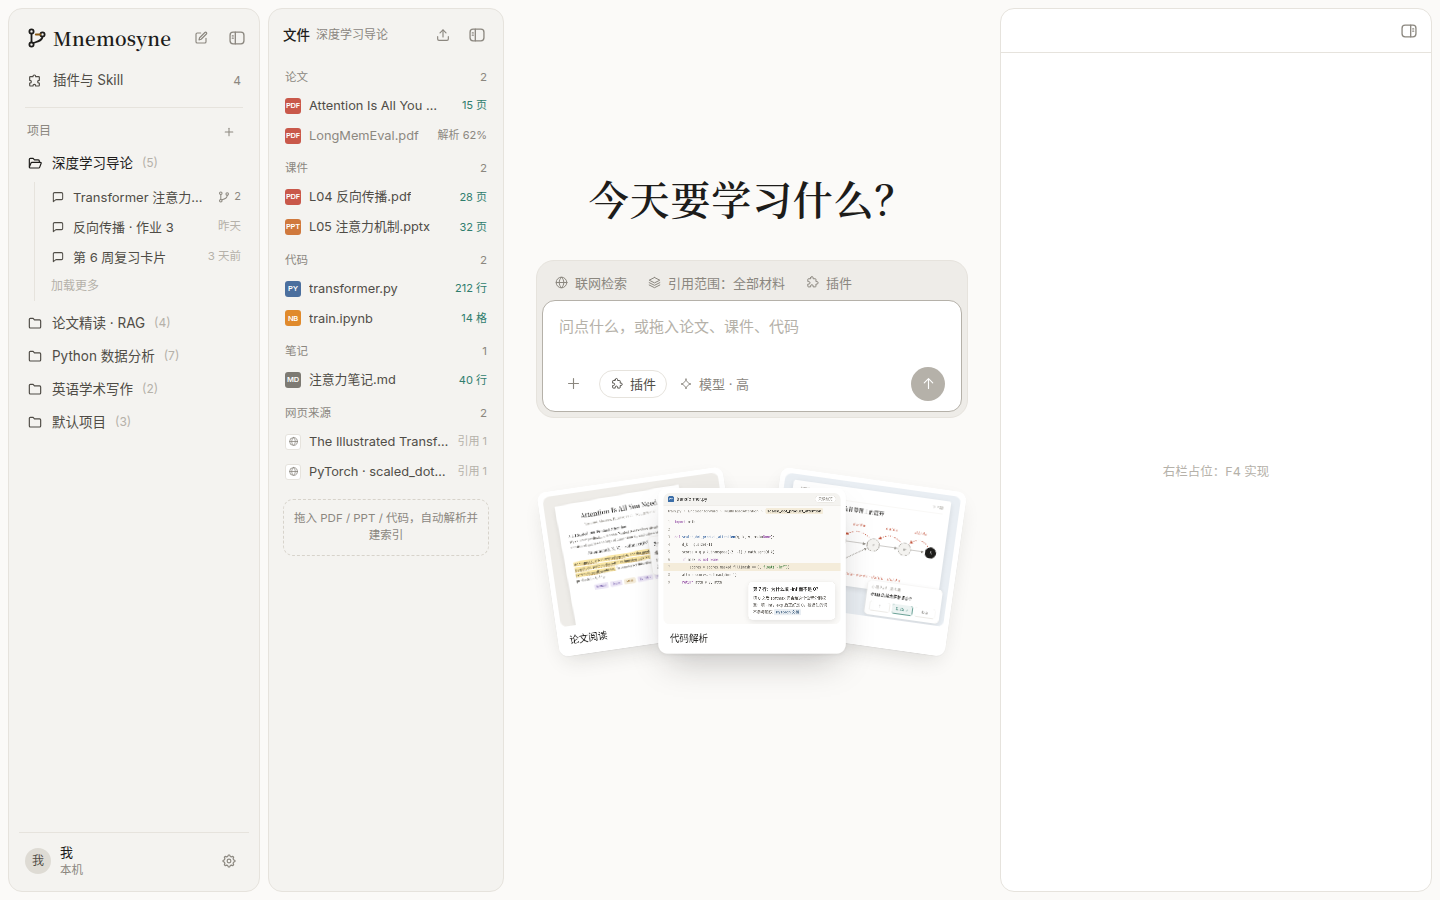 Mnemosyne
插件与 Skill 4
项目
深度学习导论 (5)
Transformer 注意力... 2
反向传播 · 作业 3 昨天
第 6 周复习卡片 3 天前
加载更多
论文精读 · RAG (4)
Python 数据分析 (7)
英语学术写作 (2)
默认项目 (3)
我 我
本机
文件 深度学习导论
论文 2
PDF Attention Is All You ... 15 页
PDF LongMemEval.pdf 解析 62%
课件 2
PDF L04 反向传播.pdf 28 页
PPT L05 注意力机制.pptx 32 页
代码 2
PY transformer.py 212 行
NB train.ipynb 14 格
笔记 1
MD 注意力笔记.md 40 行
网页来源 2
The Illustrated Transf... 引用 1
PyTorch · scaled_dot... 引用 1
拖入 PDF / PPT / 代码，自动解析并
建索引
今天要学习什么？
联网检索 引用范围：全部材料 插件
问点什么，或拖入论文、课件、代码
插件 模型 · 高
Attention Is All You Need
论文阅读
transformer.py
代码解析
右栏占位：F4 实现